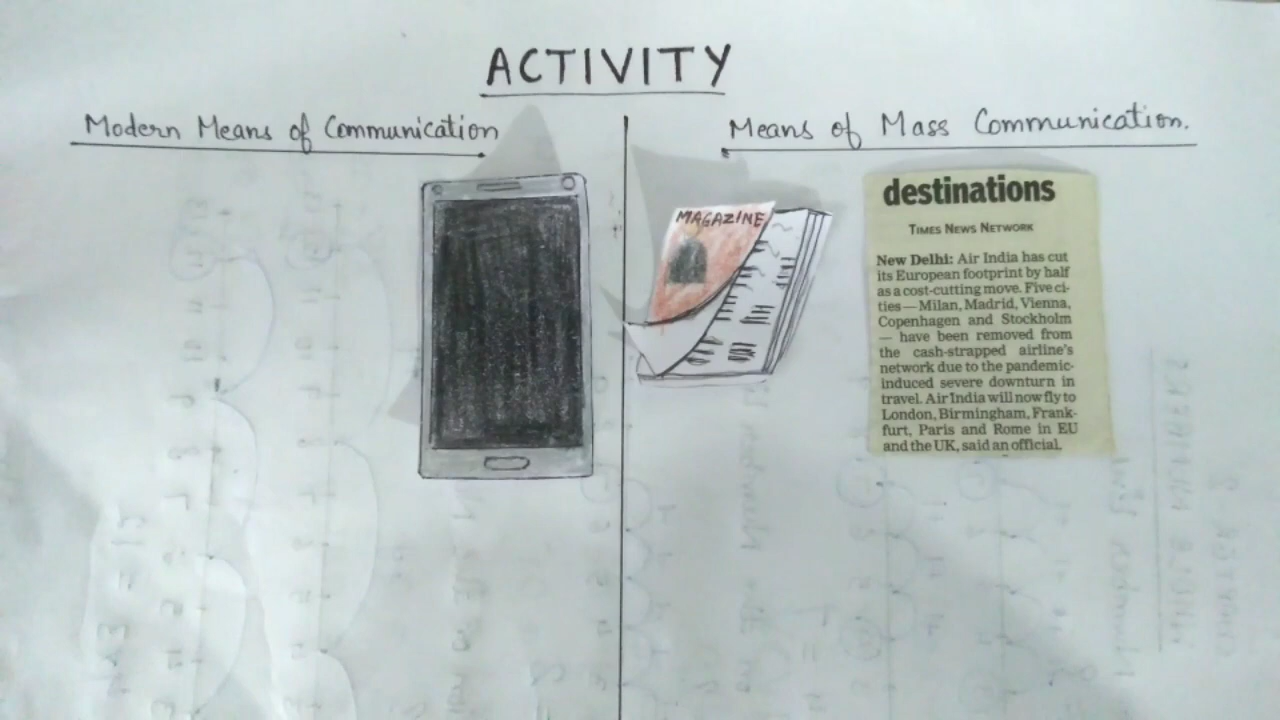 ACTIVITY
Modern Means of Communication
Means of Mass Communication.
MAGAZINE
destinations
TIMES NEWS NETWORK
New Delhi: Air India has cut
its European footprint by half
as a cost-cutting move. Five ci-
ties — Milan, Madrid, Vienna,
Copenhagen and Stockholm
— have been removed from
the cash-strapped airline's
network due to the pandemic-
induced severe downturn in
travel. Air India will now fly to
London, Birmingham, Frank-
furt, Paris and Rome in EU
and the UK, said an official.